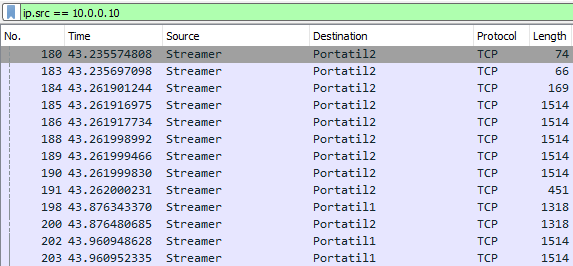 ip.src == 10.0.0.10
No. Time Source Destination Protocol Length
180 43.235574808 Streamer Portatil2 TCP 74
183 43.235697098 Streamer Portatil2 TCP 66
184 43.261901244 Streamer Portatil2 TCP 169
185 43.261916975 Streamer Portatil2 TCP 1514
186 43.261917734 Streamer Portatil2 TCP 1514
188 43.261998992 Streamer Portatil2 TCP 1514
189 43.261999466 Streamer Portatil2 TCP 1514
190 43.261999830 Streamer Portatil2 TCP 1514
191 43.262000231 Streamer Portatil2 TCP 451
198 43.876343370 Streamer Portatil1 TCP 1318
200 43.876480685 Streamer Portatil2 TCP 1318
202 43.960948628 Streamer Portatil1 TCP 1514
203 43.960952335 Streamer Portatil1 TCP 1514